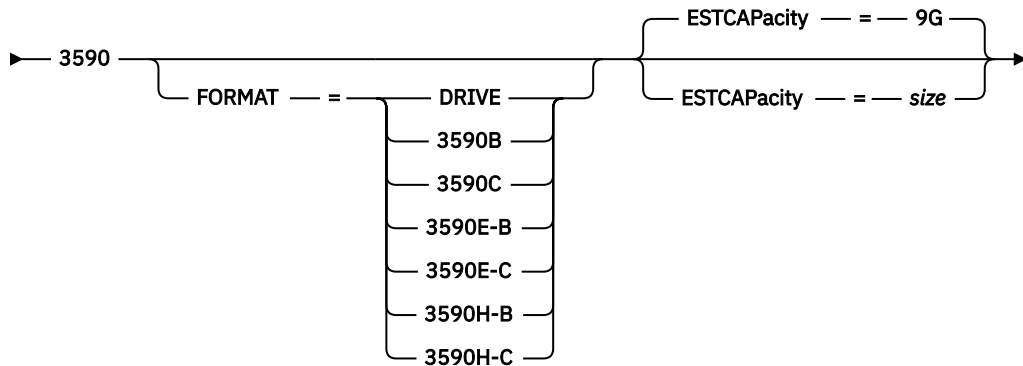 ESTCAPacity = 9G
3590
FORMAT = DRIVE
ESTCAPacity = size
3590B
3590C
3590E-B
3590E-C
3590H-B
3590H-C